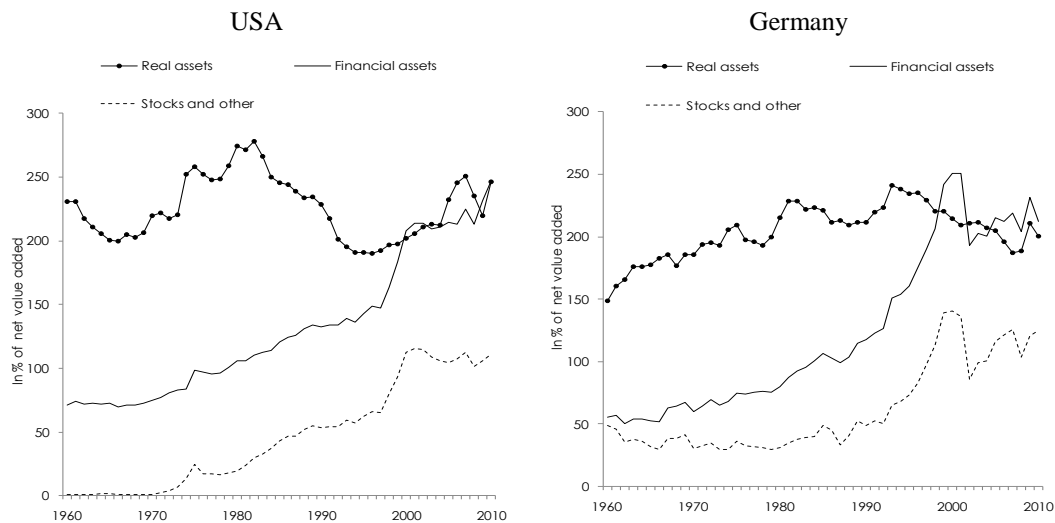 USA
Real assets
Financial assets
Stocks and other
In % of net value added
300
250
200
150
100
50
0
1960
1970
1980
1990
2000
2010
Germany
Real assets
Financial assets
Stocks and other
In % of net value added
300
250
200
150
100
50
0
1960
1970
1980
1990
2000
2010